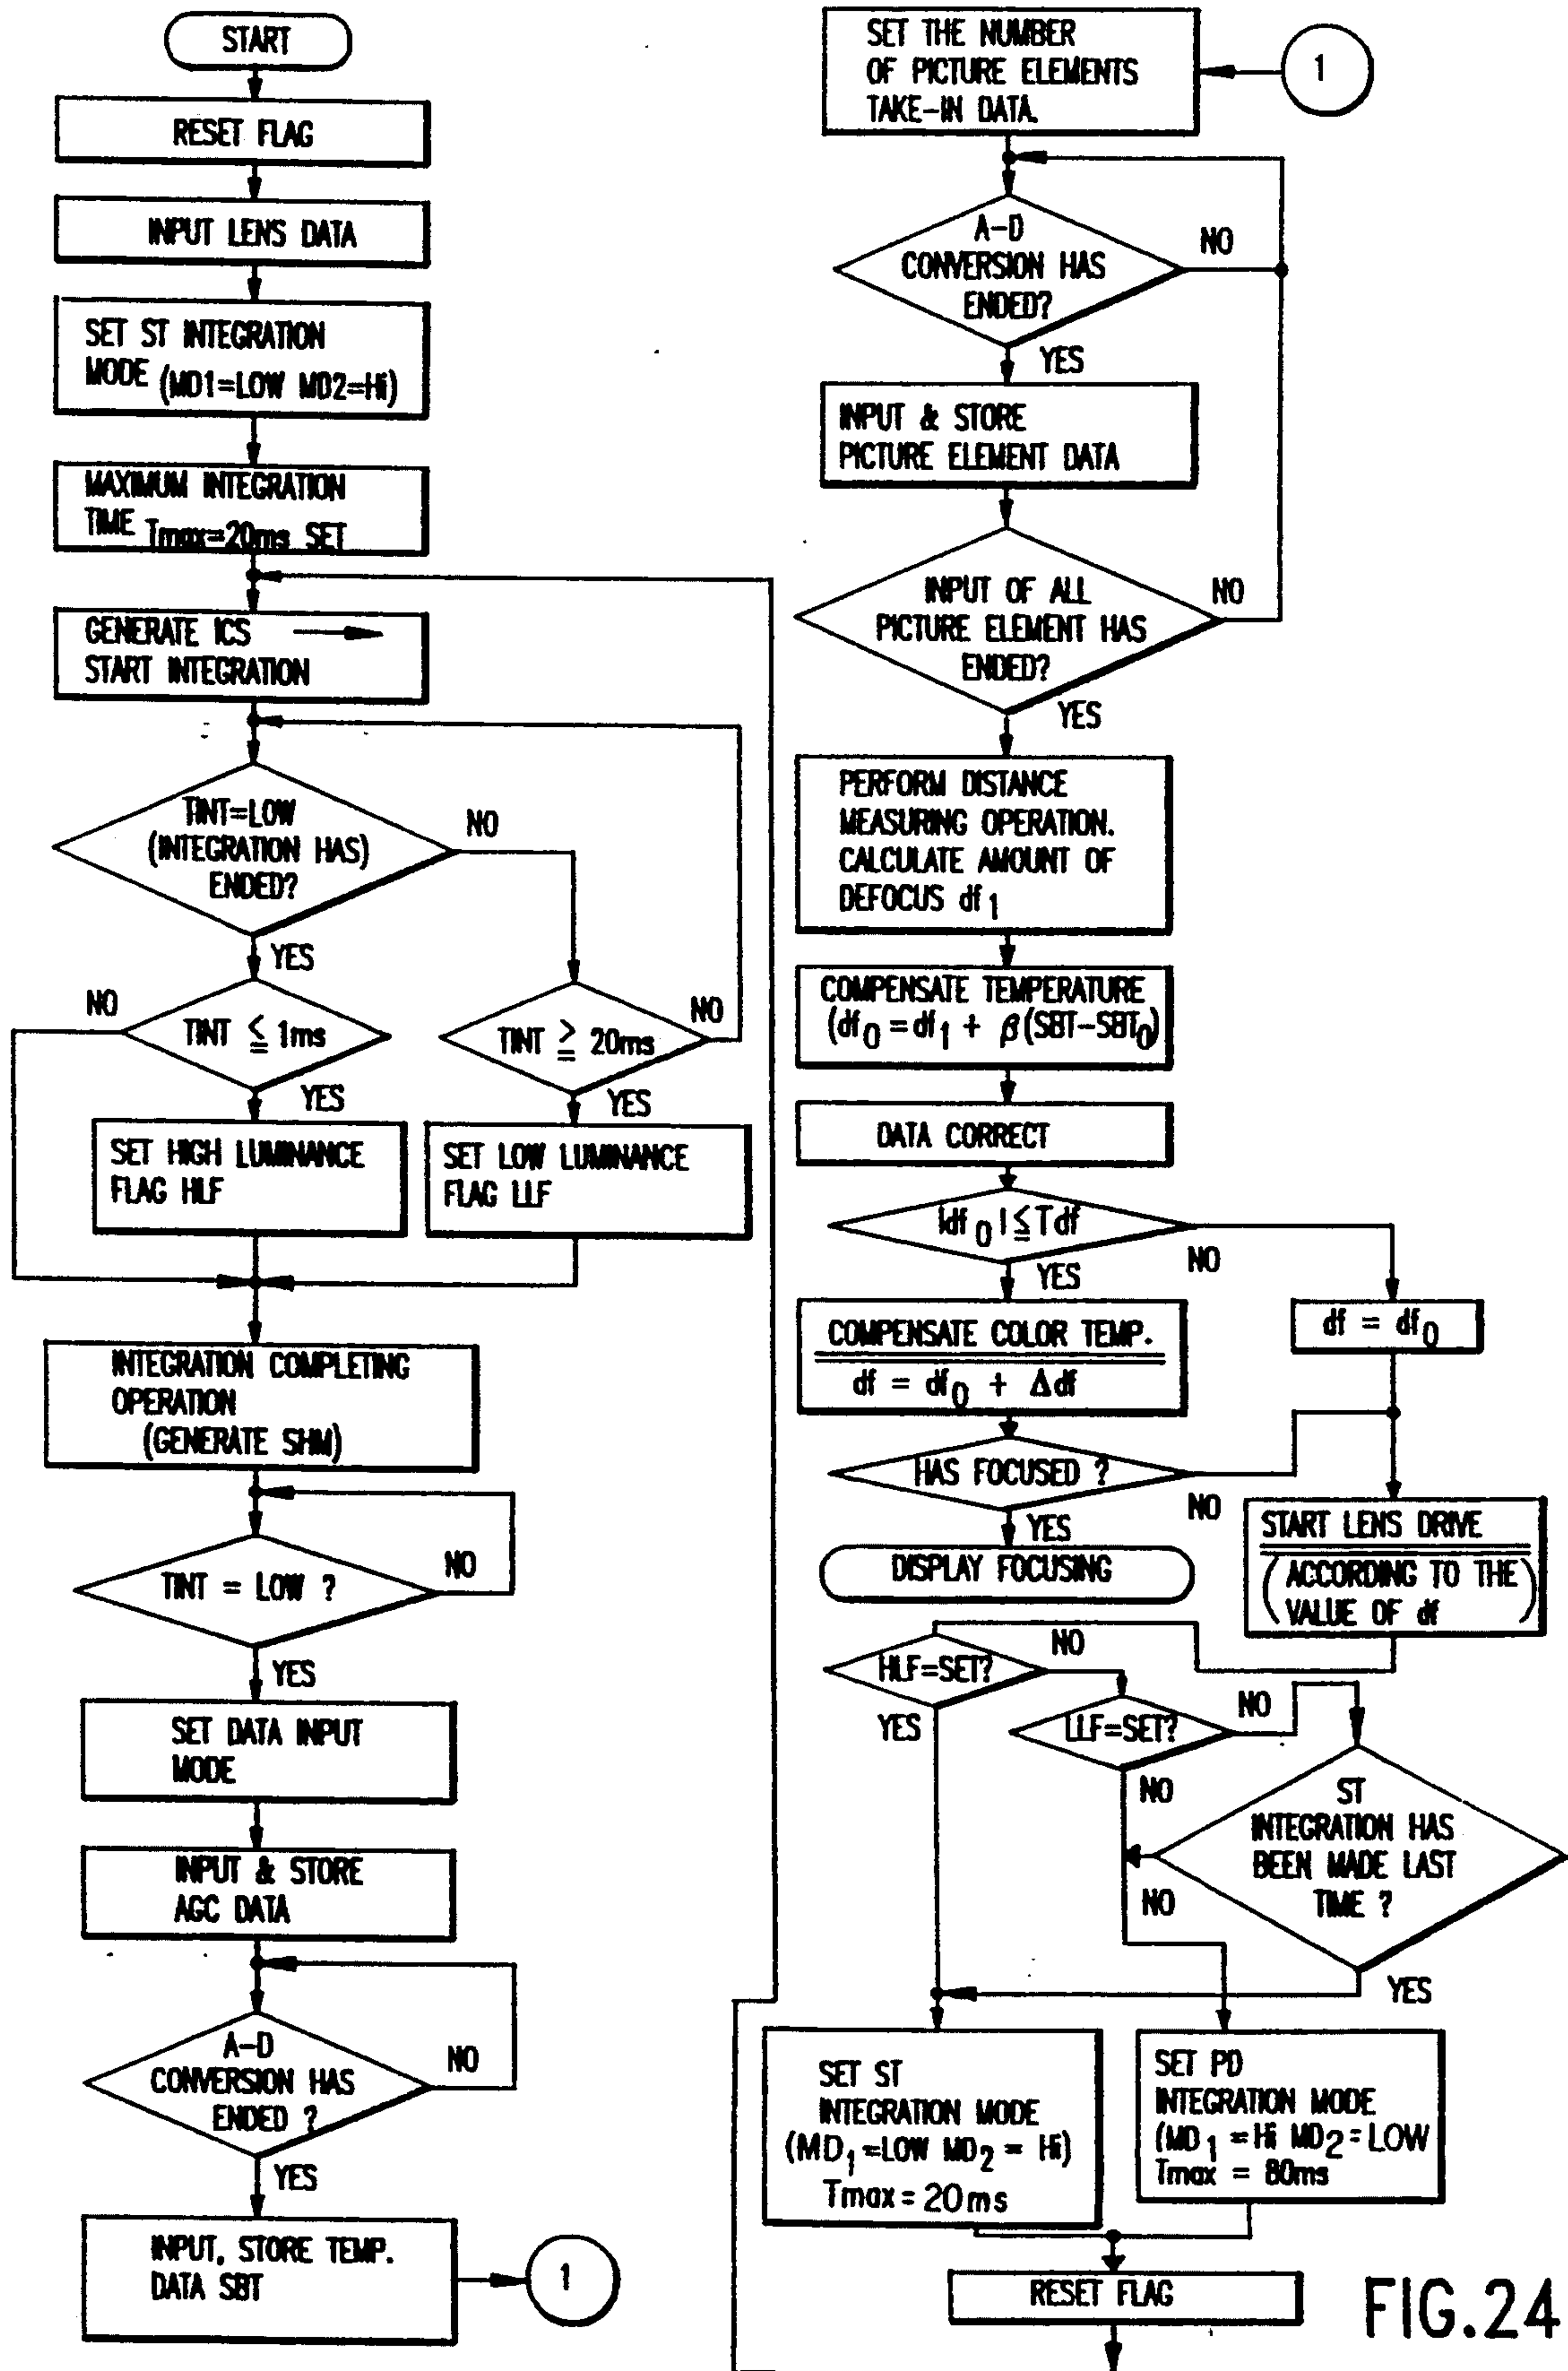 START
RESET FLAG
INPUT LENS DATA
SET ST INTEGRATION
MODE (MD1=LOW MD2=Hi)
MAXIMUM INTEGRATION
TIME Tmax=20ms SET
GENERATE ICS
START INTEGRATION
TINT=LOW
(INTEGRATION HAS)
ENDED?
NO
YES
NO
TINT ≦ 1ms
YES
TINT ≧ 20ms
NO
YES
SET HIGH LUMINANCE
FLAG HLF
SET LOW LUMINANCE
FLAG LLF
INTEGRATION COMPLETING
OPERATION
(GENERATE SHM)
TINT = LOW ?
NO
YES
SET DATA INPUT
MODE
INPUT & STORE
AGC DATA
A-D
CONVERSION HAS
ENDED ?
NO
YES
INPUT, STORE TEMP.
DATA SBT
1
SET THE NUMBER
OF PICTURE ELEMENTS
TAKE-IN DATA.
1
A-D
CONVERSION HAS
ENDED?
NO
YES
INPUT & STORE
PICTURE ELEMENT DATA
INPUT OF ALL
PICTURE ELEMENT HAS
ENDED?
NO
YES
PERFORM DISTANCE
MEASURING OPERATION.
CALCULATE AMOUNT OF
DEFOCUS df1
COMPENSATE TEMPERATURE
(df0 = df1 + β(SBT-SBT0)
DATA CORRECT
|df0| ≦ Tdf
NO
YES
COMPENSATE COLOR TEMP.
df = df0 + Δdf
df = df0
HAS FOCUSED ?
NO
YES
DISPLAY FOCUSING
START LENS DRIVE
(ACCORDING TO THE
VALUE OF df)
HLF=SET?
NO
YES
LLF=SET?
NO
NO
ST
INTEGRATION HAS
BEEN MADE LAST
TIME ?
NO
YES
SET ST
INTEGRATION MODE
(MD1=LOW MD2 = Hi)
Tmax = 20ms
SET PD
INTEGRATION MODE
(MD1 = Hi MD2 = LOW
Tmax = 80ms
RESET FLAG
FIG.24